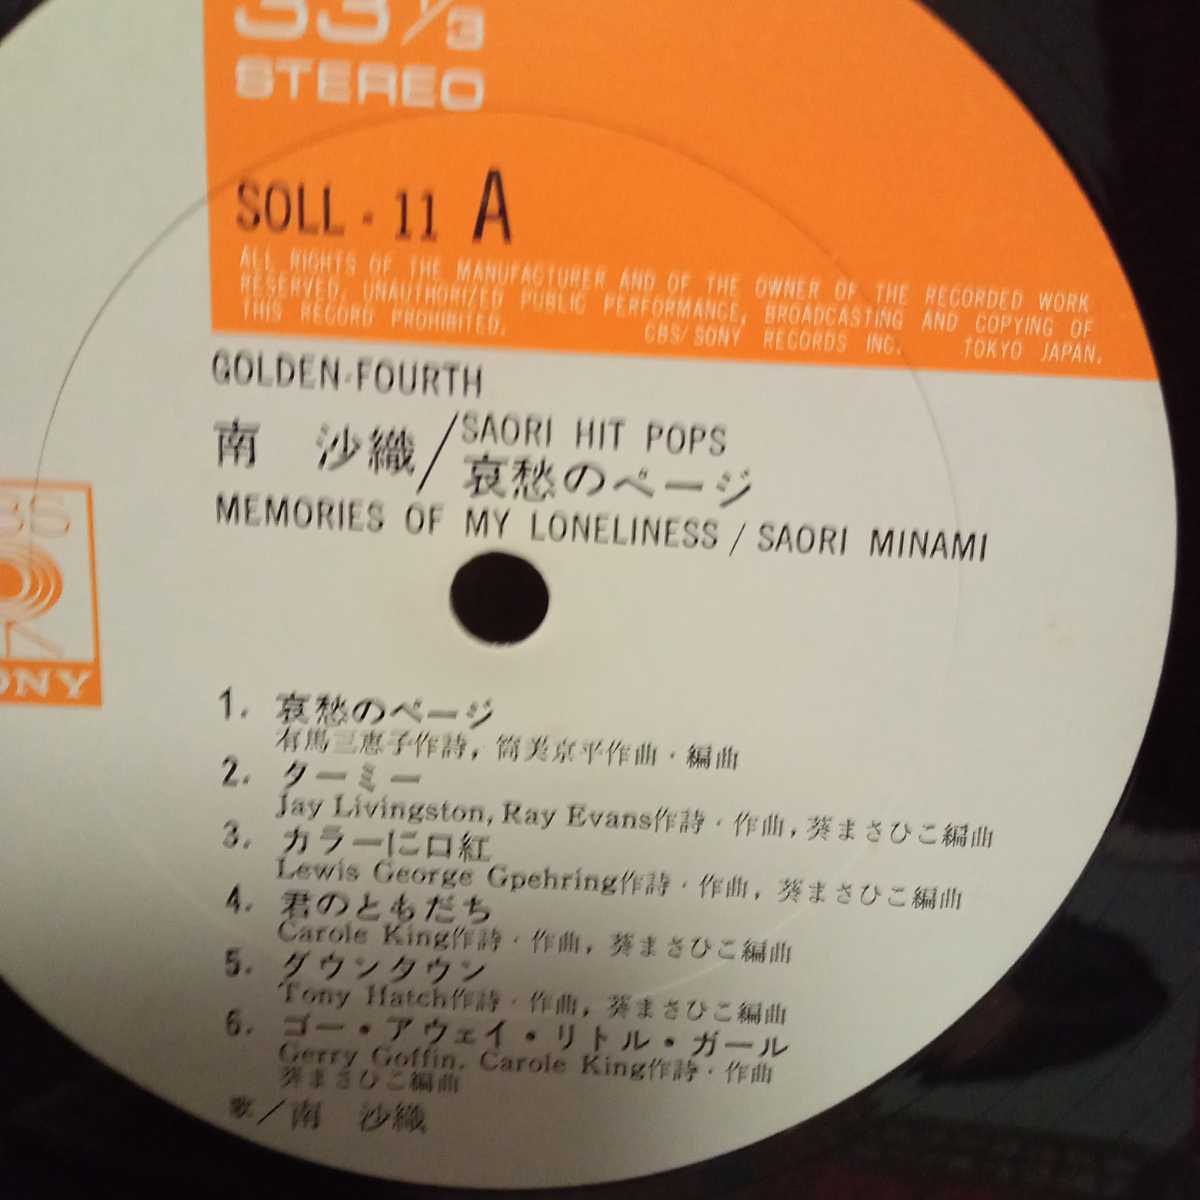 33 1/3
STEREO
SOLL・11 A
ALL RIGHTS OF THE MANUFACTURER AND OF THE OWNER OF THE RECORDED WORK
RESERVED. UNAUTHORIZED PUBLIC PERFORMANCE, BROADCASTING AND COPYING OF
THIS RECORD PROHIBITED. CBS/SONY RECORDS INC. TOKYO JAPAN.
GOLDEN-FOURTH
南 沙織/SAORI HIT POPS
哀愁のページ
MEMORIES OF MY LONELINESS / SAORI MINAMI
BS
ONY
1. 哀愁のページ
有馬三恵子作詩, 筒美京平作曲・編曲
2. ターミー
Jay Livingston, Ray Evans作詩・作曲, 葵まさひこ編曲
3. カラーに口紅
Lewis George Gpehring作詩・作曲, 葵まさひこ編曲
4. 君のともだち
Carole King作詩・作曲, 葵まさひこ編曲
5. ダウンタウン
Tony Hatch作詩・作曲, 葵まさひこ編曲
6. ゴー・アウェイ・リトル・ガール
Gerry Goffin. Carole King作詩・作曲
葵まさひこ編曲
歌/南 沙織